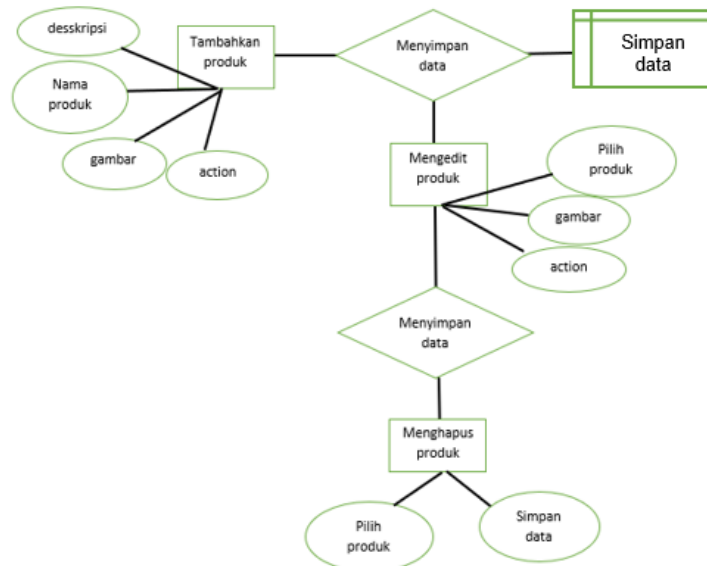 desskripsi
Tambahkan
produk
Menyimpan
data
Simpan
data
Nama
produk
gambar
action
Mengedit
produk
Pilih
produk
gambar
action
Menyimpan
data
Menghapus
produk
Pilih
produk
Simpan
data